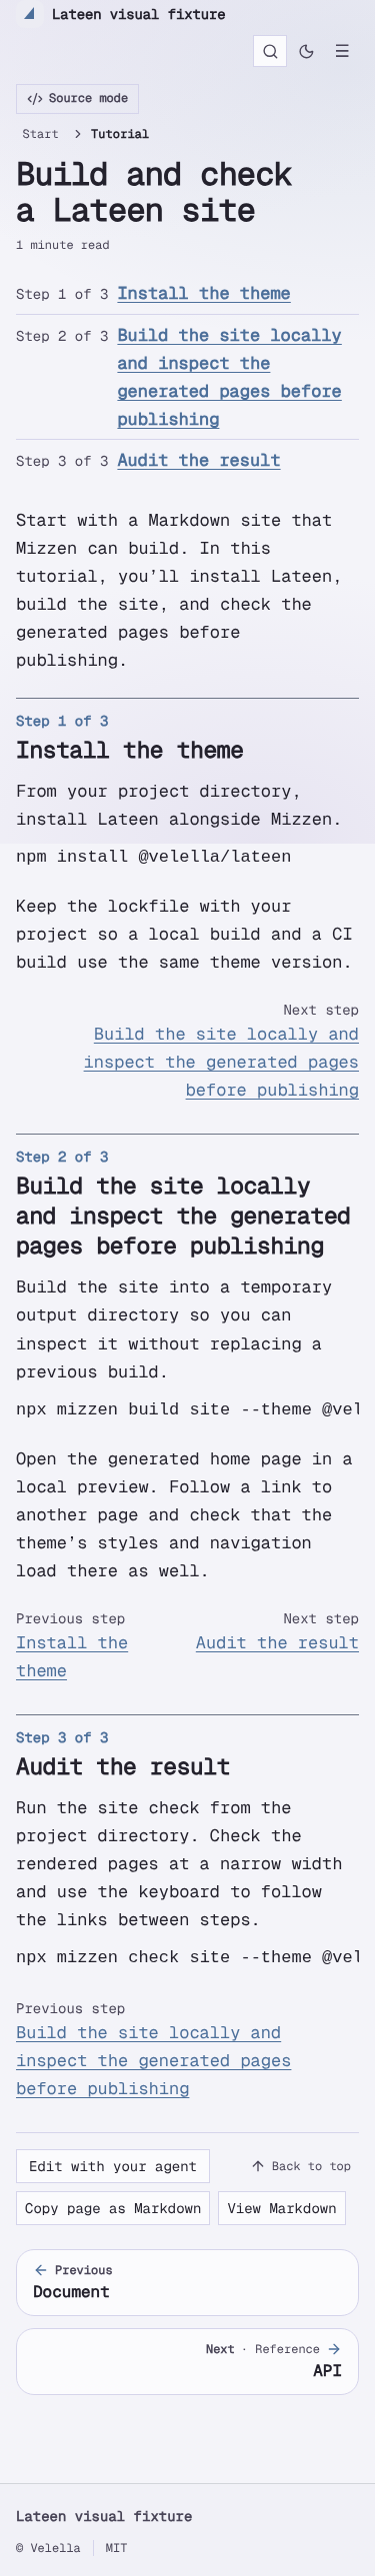 Lateen visual fixture
Source mode
Start > Tutorial
Build and check
a Lateen site
1 minute read
Step 1 of 3 Install the theme
Step 2 of 3 Build the site locally
and inspect the
generated pages before
publishing
Step 3 of 3 Audit the result
Start with a Markdown site that
Mizzen can build. In this
tutorial, you’ll install Lateen,
build the site, and check the
generated pages before
publishing.
Step 1 of 3
Install the theme
From your project directory,
install Lateen alongside Mizzen.
npm install @velella/lateen
Keep the lockfile with your
project so a local build and a CI
build use the same theme version.
Next step
Build the site locally and
inspect the generated pages
before publishing
Step 2 of 3
Build the site locally
and inspect the generated
pages before publishing
Build the site into a temporary
output directory so you can
inspect it without replacing a
previous build.
npx mizzen build site --theme @vel
Open the generated home page in a
local preview. Follow a link to
another page and check that the
theme’s styles and navigation
load there as well.
Previous step
Install the
theme
Next step
Audit the result
Step 3 of 3
Audit the result
Run the site check from the
project directory. Check the
rendered pages at a narrow width
and use the keyboard to follow
the links between steps.
npx mizzen check site --theme @vel
Previous step
Build the site locally and
inspect the generated pages
before publishing
Edit with your agent
↑ Back to top
Copy page as Markdown
View Markdown
← Previous
Document
Next · Reference →
API
Lateen visual fixture
© Velella
MIT